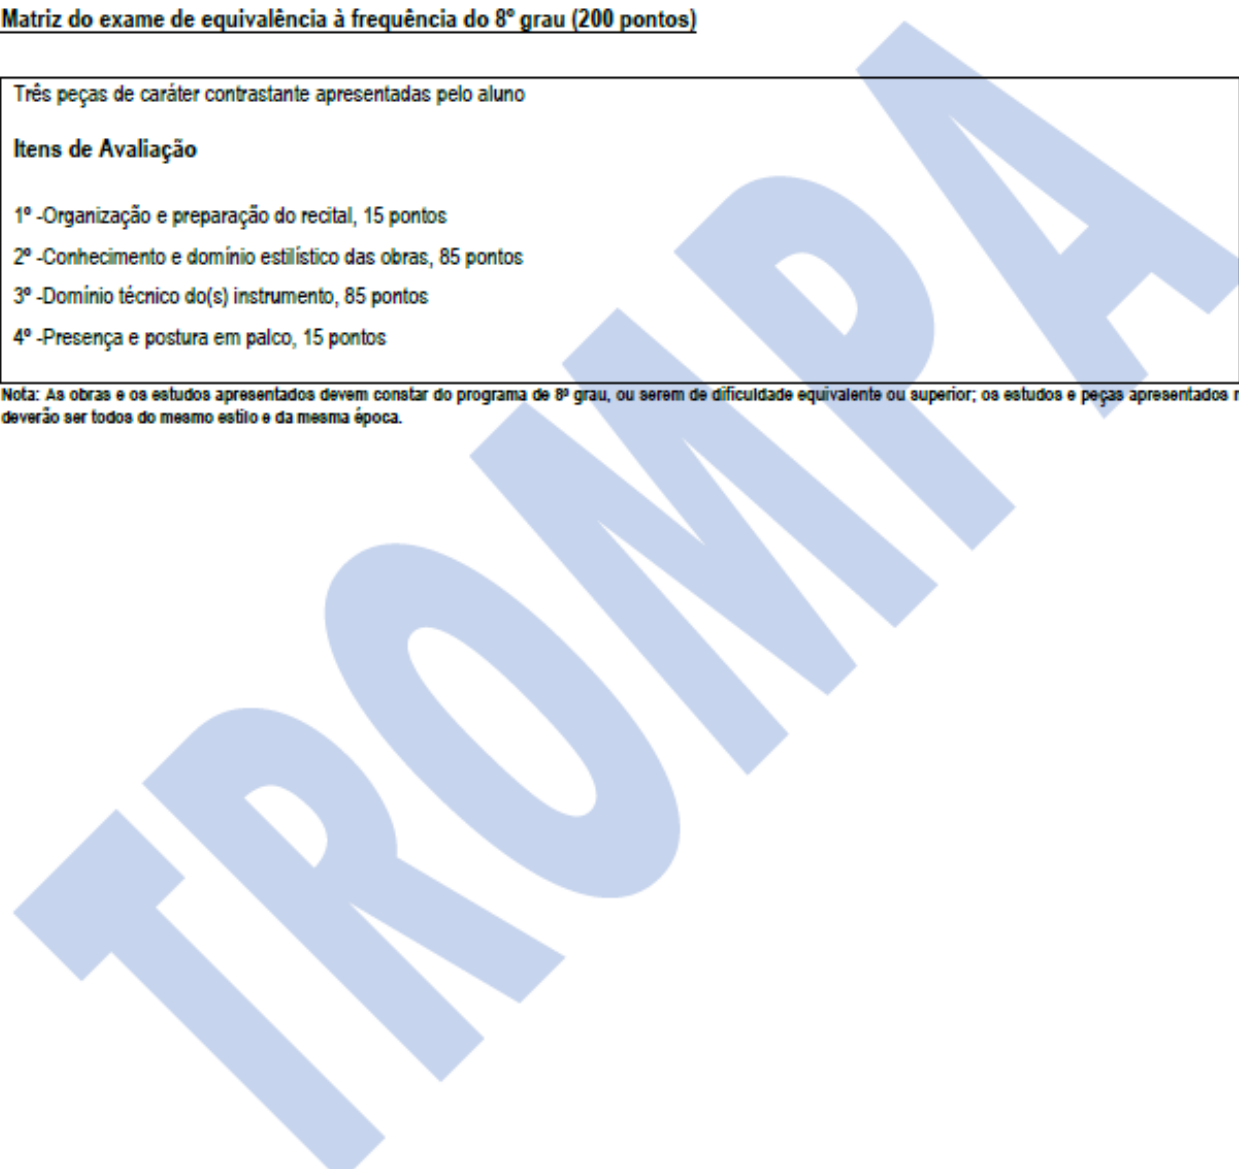 Matriz do exame de equivalência à frequência do 8º grau (200 pontos)
Três peças de caráter contrastante apresentadas pelo aluno
Itens de Avaliação
1º -Organização e preparação do recital, 15 pontos
2º -Conhecimento e domínio estilístico das obras, 85 pontos
3º -Domínio técnico do(s) instrumento, 85 pontos
4º -Presença e postura em palco, 15 pontos
Nota: As obras e os estudos apresentados devem constar do programa de 8º grau, ou serem de dificuldade equivalente ou superior; os estudos e peças apresentados
deverão ser todos do mesmo estilo e da mesma época.
TROMPA